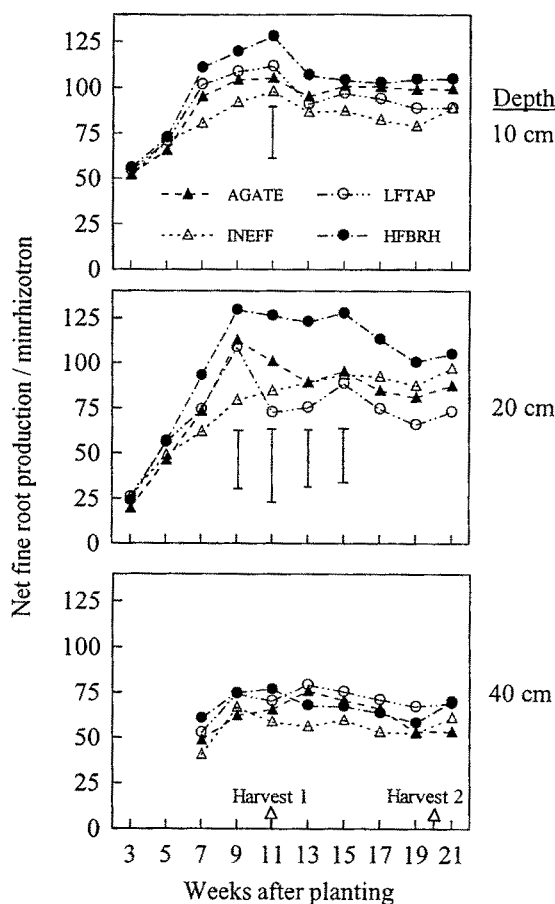 125
100
75
50
25
0
Depth
10 cm
AGATE
LFTAP
INEFF
HFBRH
Net fine root production / minrhizotron
125
100
75
50
25
0
20 cm
125
100
75
50
25
0
40 cm
Harvest 1
Harvest 2
3 5 7 9 11 13 15 17 19 21
Weeks after planting